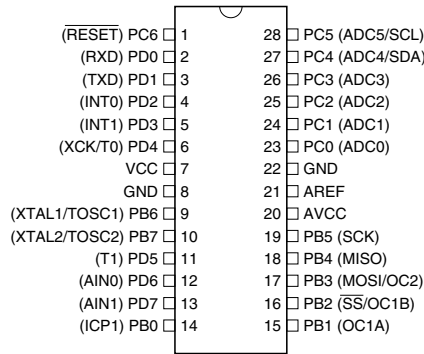 (RESET) PC6 1 28 PC5 (ADC5/SCL)
(RXD) PD0 2 27 PC4 (ADC4/SDA)
(TXD) PD1 3 26 PC3 (ADC3)
(INT0) PD2 4 25 PC2 (ADC2)
(INT1) PD3 5 24 PC1 (ADC1)
(XCK/T0) PD4 6 23 PC0 (ADC0)
VCC 7 22 GND
GND 8 21 AREF
(XTAL1/TOSC1) PB6 9 20 AVCC
(XTAL2/TOSC2) PB7 10 19 PB5 (SCK)
(T1) PD5 11 18 PB4 (MISO)
(AIN0) PD6 12 17 PB3 (MOSI/OC2)
(AIN1) PD7 13 16 PB2 (SS/OC1B)
(ICP1) PB0 14 15 PB1 (OC1A)